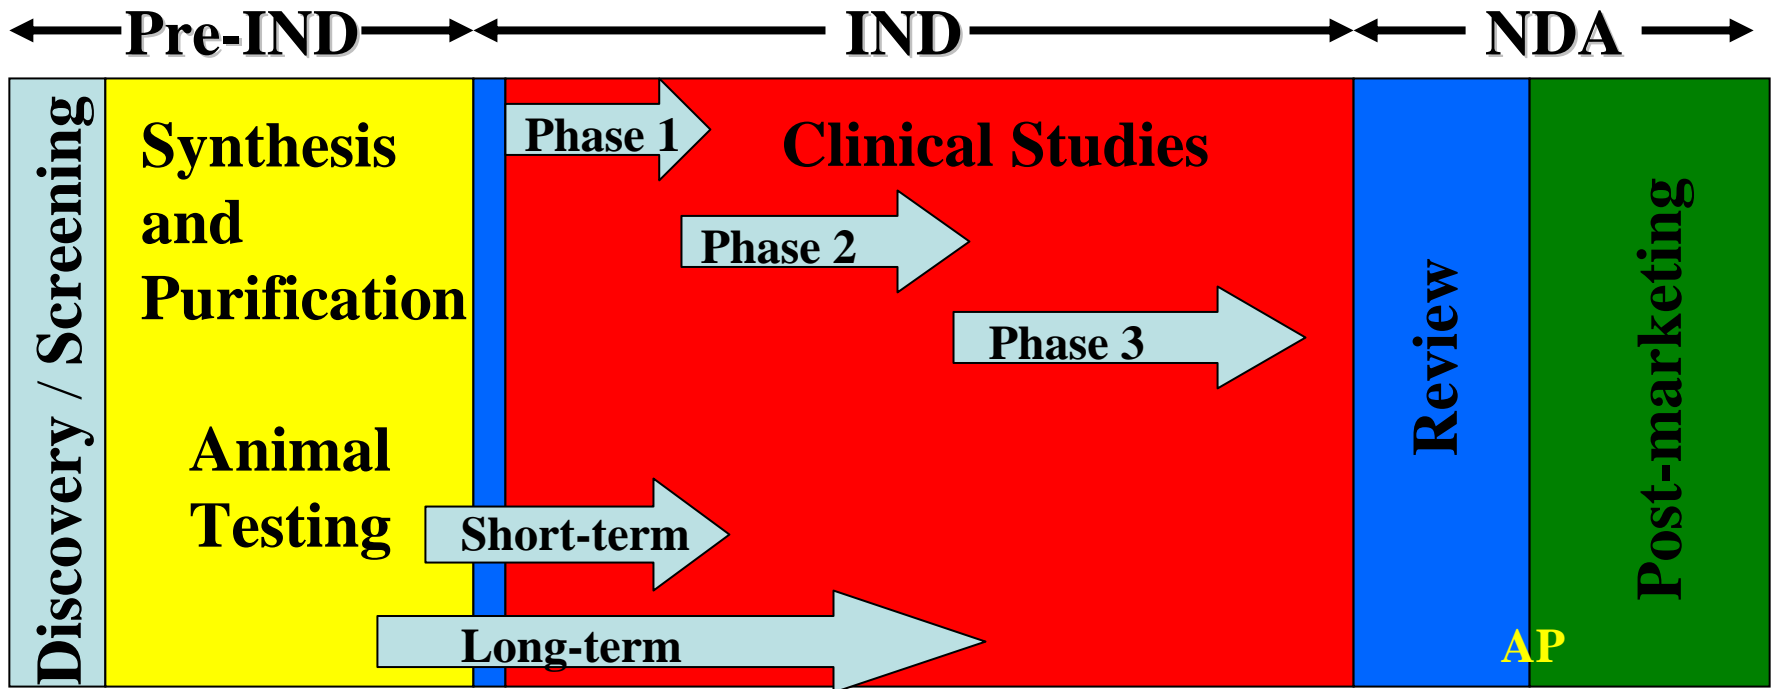 Pre-IND
IND
NDA
Discovery / Screening
Synthesis
and
Purification
Animal
Testing
Phase 1
Clinical Studies
Phase 2
Phase 3
Short-term
Long-term
Review
AP
Post-marketing